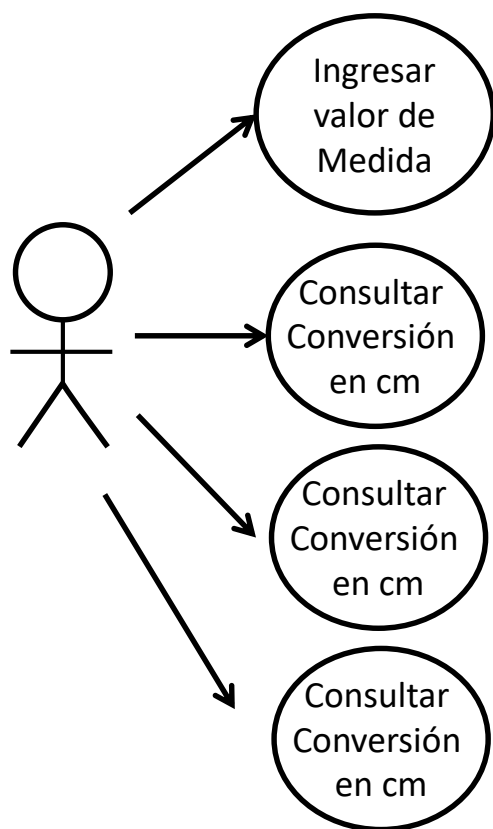 Ingresar
valor de
Medida
Consultar
Conversión
en cm
Consultar
Conversión
en cm
Consultar
Conversión
en cm